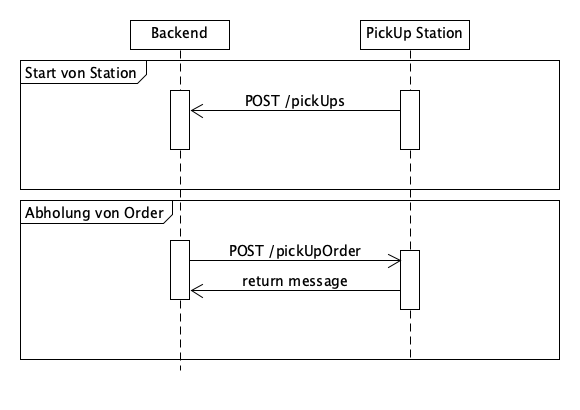 Backend
PickUp Station
Start von Station
POST /pickUps
Abholung von Order
POST /pickUpOrder
return message